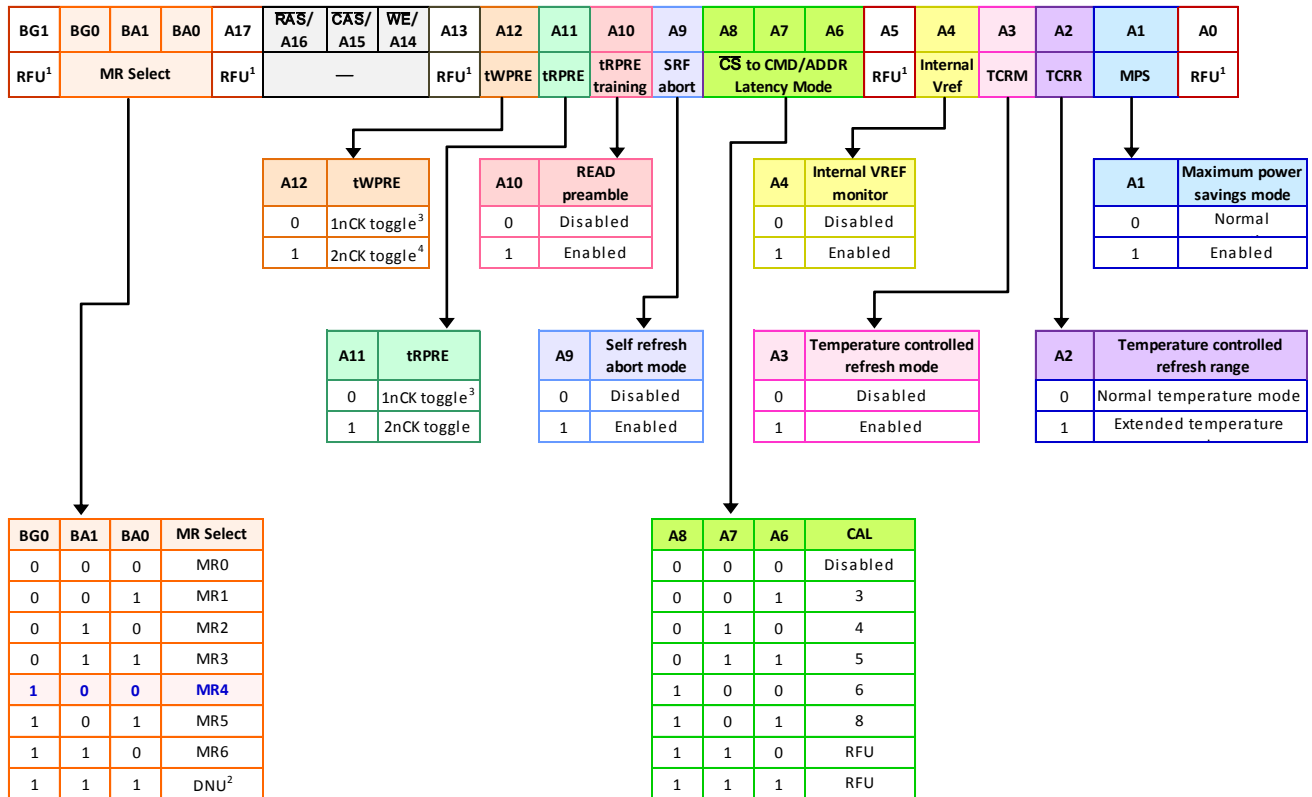 BG1 BG0 BA1 BA0 A17 RAS/ A16 CAS/ A15 WE/ A14 A13 A12 A11 A10 A9 A8 A7 A6 A5 A4 A3 A2 A1 A0
RFU1 MR Select RFU1 — RFU1 tWPRE tRPRE tRPRE training SRF abort CS to CMD/ADDR Latency Mode RFU1 Internal Vref TCRM TCRR MPS RFU1
A12 tWPRE
0 1nCK toggle3
1 2nCK toggle4
A10 READ preamble
0 Disabled
1 Enabled
A4 Internal VREF monitor
0 Disabled
1 Enabled
A1 Maximum power savings mode
0 Normal
1 Enabled
A11 tRPRE
0 1nCK toggle3
1 2nCK toggle
A9 Self refresh abort mode
0 Disabled
1 Enabled
A3 Temperature controlled refresh mode
0 Disabled
1 Enabled
A2 Temperature controlled refresh range
0 Normal temperature mode
1 Extended temperature
BG0 BA1 BA0 MR Select
0 0 0 MR0
0 0 1 MR1
0 1 0 MR2
0 1 1 MR3
1 0 0 MR4
1 0 1 MR5
1 1 0 MR6
1 1 1 DNU2
A8 A7 A6 CAL
0 0 0 Disabled
0 0 1 3
0 1 0 4
0 1 1 5
1 0 0 6
1 0 1 8
1 1 0 RFU
1 1 1 RFU